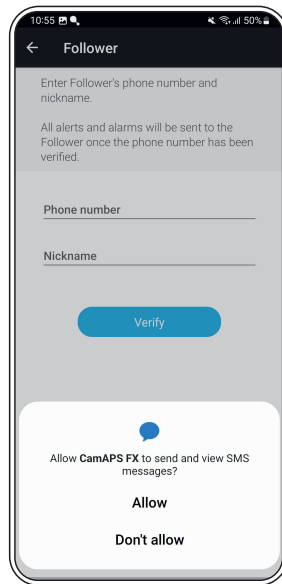 10:55 50%
Follower
Enter Follower's phone number and
nickname.
All alerts and alarms will be sent to the
Follower once the phone number has been
verified.
Phone number
Nickname
Verify
Allow CamAPS FX to send and view SMS
messages?
Allow
Don't allow